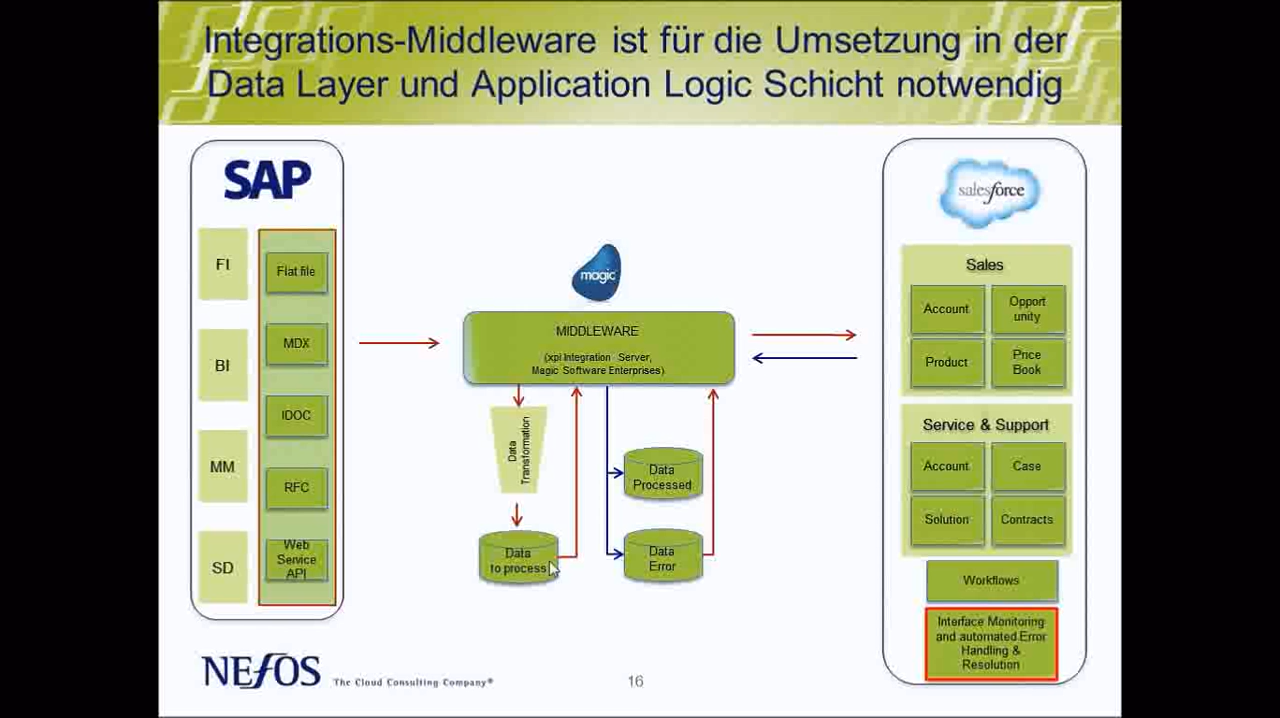 Integrations-Middleware ist für die Umsetzung in der
Data Layer und Application Logic Schicht notwendig
SAP
FI
BI
MM
SD
Flat file
MDX
IDOC
RFC
Web
Service
API
magic
MIDDLEWARE
(xpi Integration Server,
Magic Software Enterprises)
Data
Transformation
Data
to process
Data
Processed
Data
Error
salesforce
Sales
Account
Opport
unity
Product
Price
Book
Service & Support
Account
Case
Solution
Contracts
Workflows
Interface Monitoring
and automated Error
Handling &
Resolution
NEfOS
The Cloud Consulting Company®
16